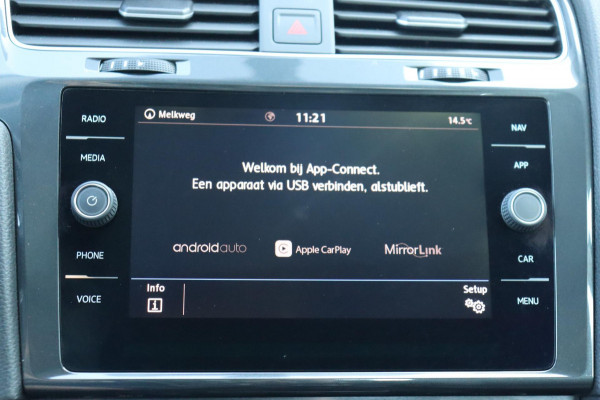 RADIO
MEDIA
PHONE
VOICE
Melkweg
11:21
14.5°C
Welkom bij App-Connect.
Een apparaat via USB verbinden, alstublieft.
androidauto
Apple CarPlay
MirrorLink
Info
Setup
NAV
APP
CAR
MENU